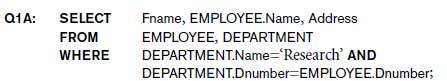 Q1A: SELECT Fname, EMPLOYEE.Name, Address
FROM EMPLOYEE, DEPARTMENT
WHERE DEPARTMENT.Name=‘Research’ AND
DEPARTMENT.Dnumber=EMPLOYEE.Dnumber;